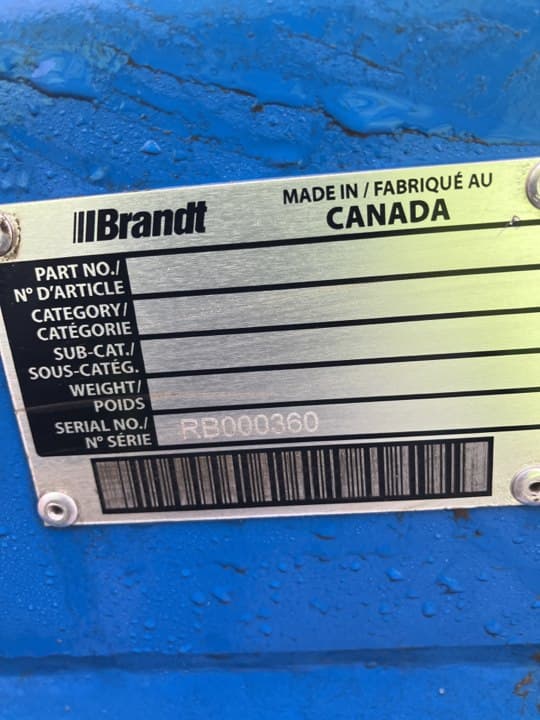 Brandt
MADE IN / FABRIQUÉ AU
CANADA
PART NO./
Nº D'ARTICLE
CATEGORY/
CATÉGORIE
SUB-CAT./
SOUS-CATÉG.
WEIGHT/
POIDS
SERIAL NO./
Nº SÉRIE
RB000360